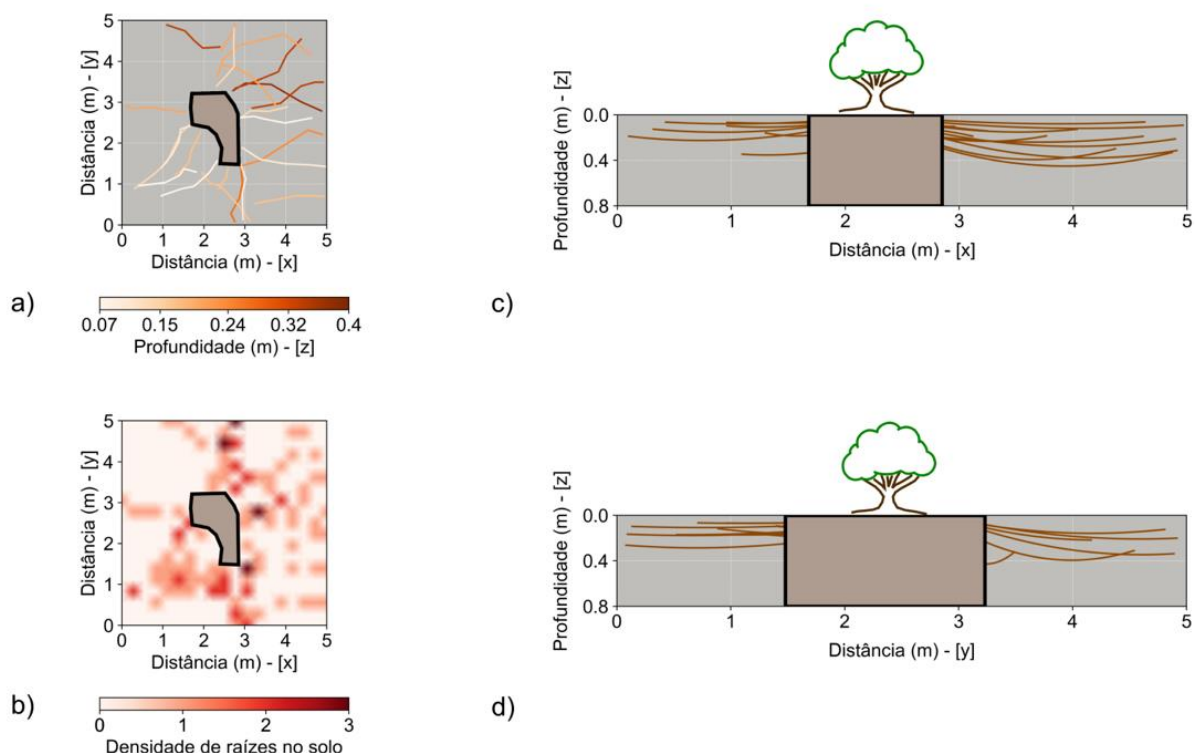 Distância (m) - [y]
5
4
3
2
1
0
0 1 2 3 4 5
Distância (m) - [x]
a)
0.07 0.15 0.24 0.32 0.4
Profundidade (m) - [z]
Profundidade (m) - [z]
0.0
0.4
0.8
0 1 2 3 4 5
Distância (m) - [x]
c)
Distância (m) - [y]
5
4
3
2
1
0
0 1 2 3 4 5
Distância (m) - [x]
b)
0 1 2 3
Densidade de raízes no solo
Profundidade (m) - [z]
0.0
0.4
0.8
0 1 2 3 4 5
Distância (m) - [y]
d)